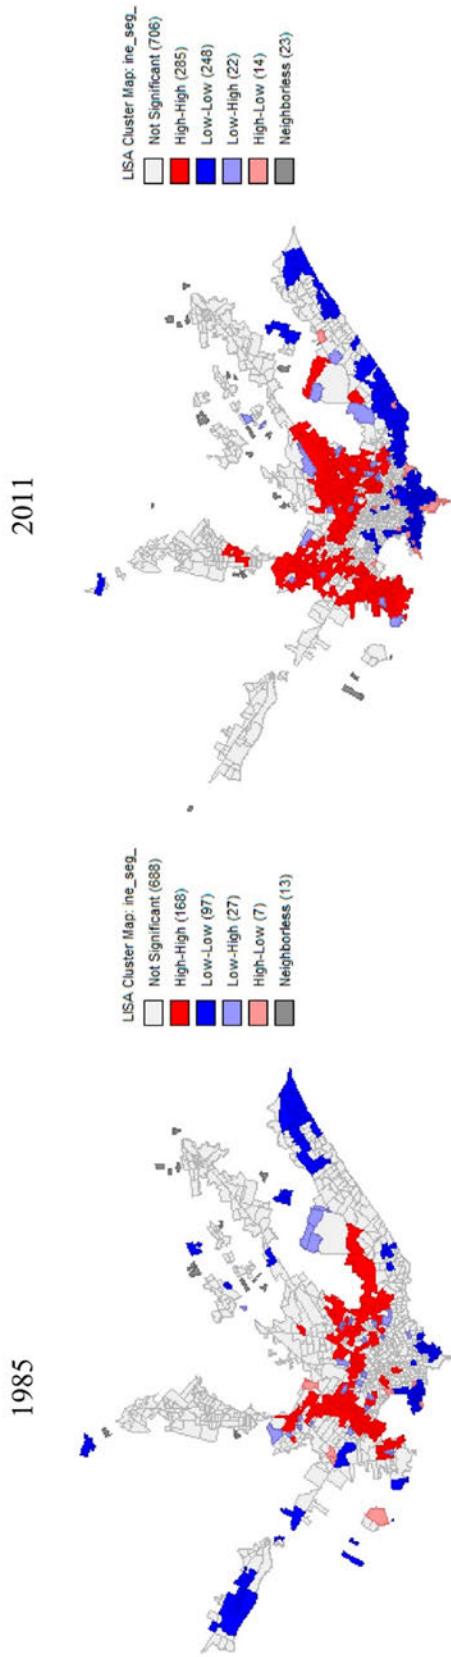 1985
LISA Cluster Map: ine_seg_
Not Significant (688)
High-High (168)
Low-Low (97)
Low-High (27)
High-Low (7)
Neighborless (13)
2011
LISA Cluster Map: ine_seg_
Not Significant (706)
High-High (285)
Low-Low (248)
Low-High (22)
High-Low (14)
Neighborless (23)